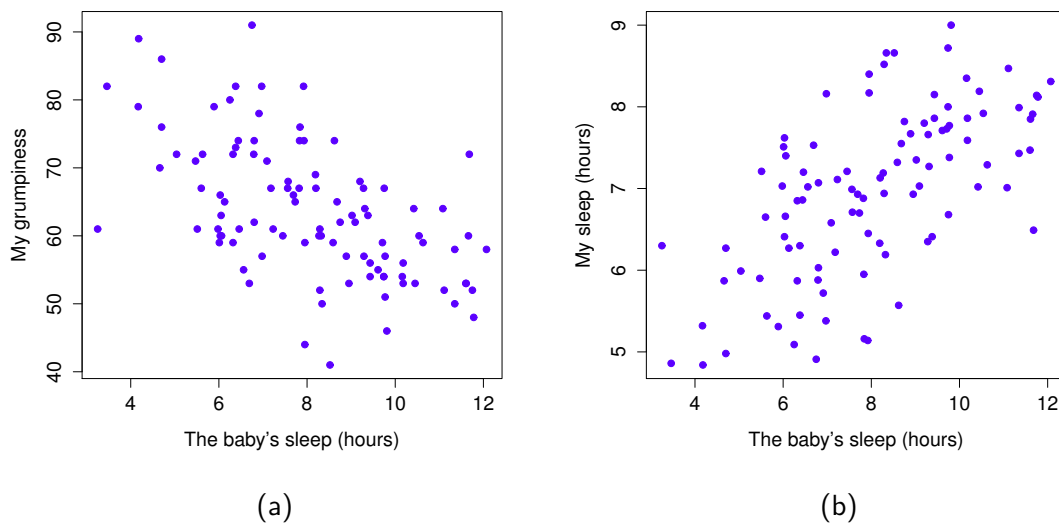 90
80
70
60
50
40
My grumpiness
4 6 8 10 12
The baby's sleep (hours)
(a)
9
8
7
6
5
My sleep (hours)
4 6 8 10 12
The baby's sleep (hours)
(b)